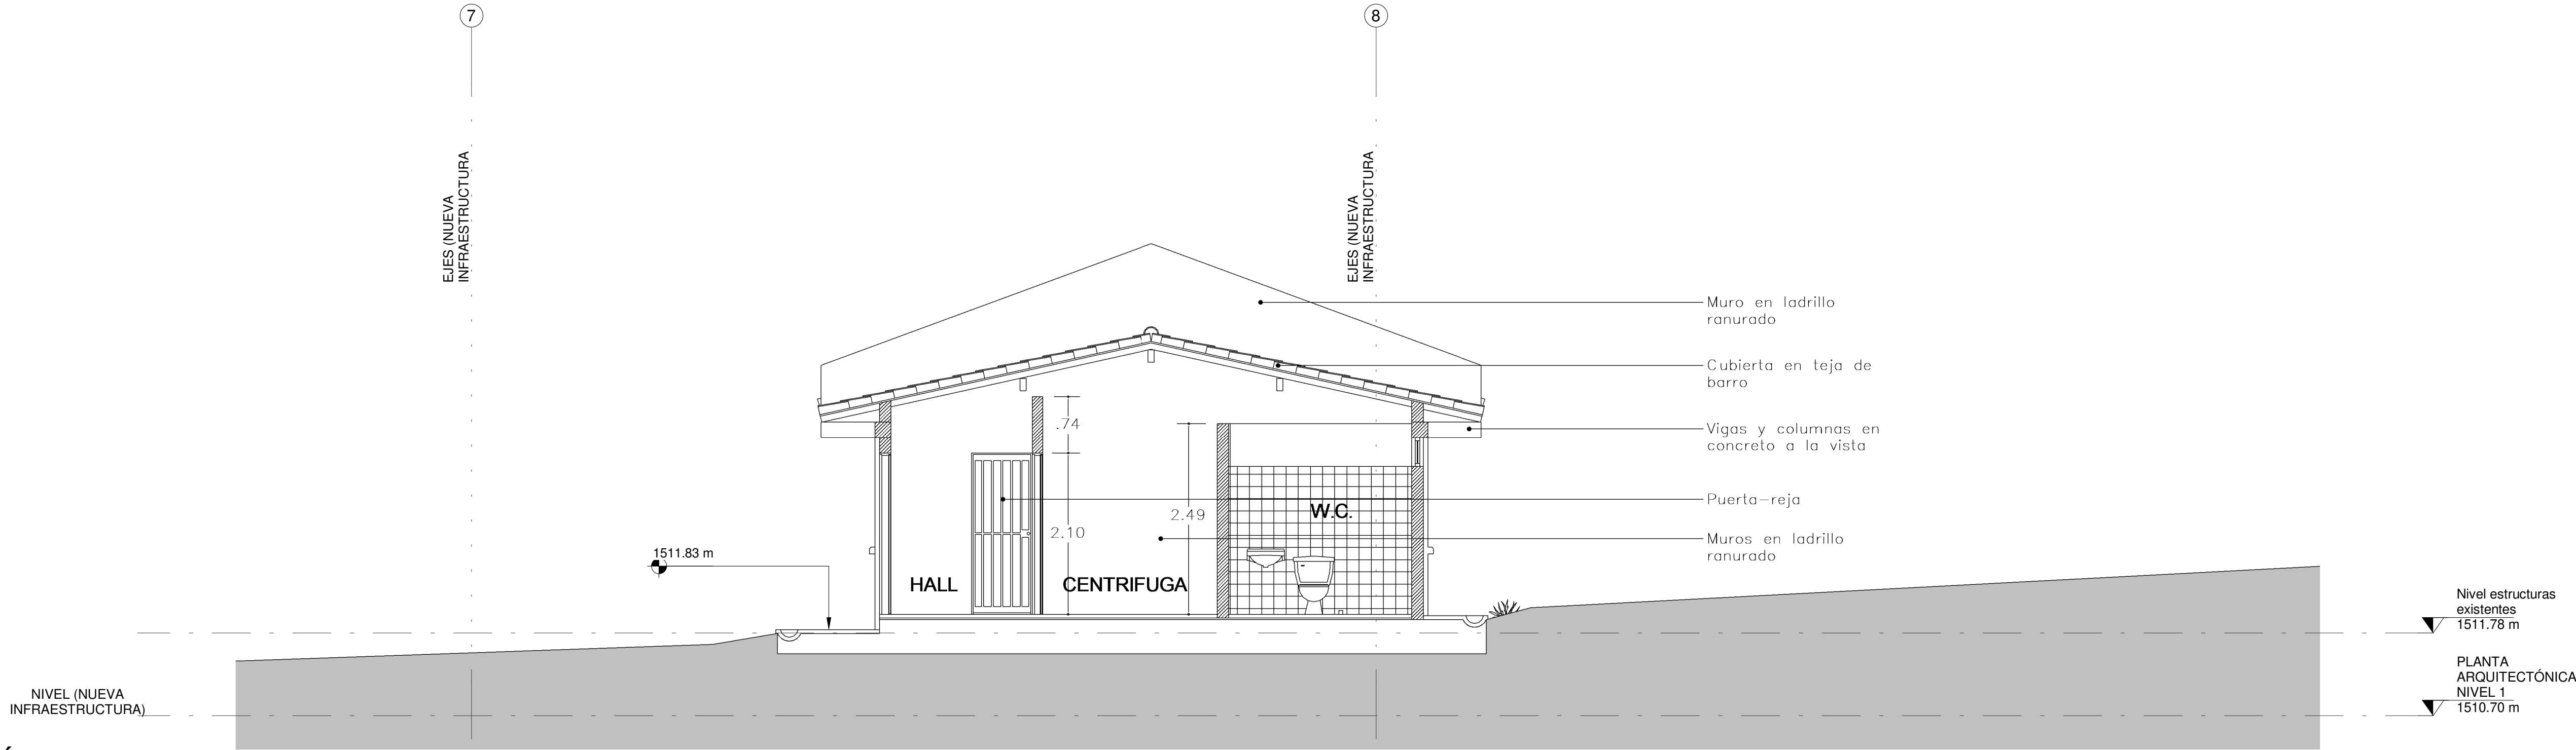 7
8
EJES (NUEVA
INFRAESTRUCTURA
EJES (NUEVA
INFRAESTRUCTURA
Muro en ladrillo
ranurado
Cubierta en teja de
barro
Vigas y columnas en
concreto a la vista
Puerta-reja
Muros en ladrillo
ranurado
.74
2.10
2.49
W.C.
HALL
CENTRIFUGA
1511.83 m
Nivel estructuras
existentes
1511.78 m
NIVEL (NUEVA
INFRAESTRUCTURA)
PLANTA
ARQUITECTÓNICA
NIVEL 1
1510.70 m